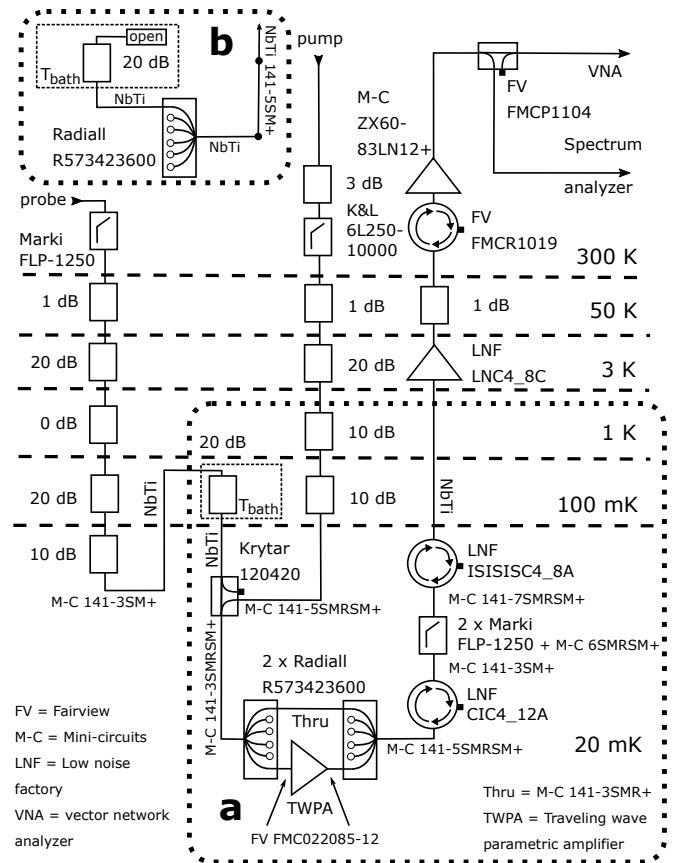 open
b
20 dB
T_bath
NbTi
NbTi 141-5SM+
Radiall
R573423600
NbTi
pump
M-C
ZX60-
83LN12+
VNA
FV
FMCP1104
Spectrum
analyzer
3 dB
probe
Marki
FLP-1250
K&L
6L250-
10000
FV
FMCR1019
300 K
1 dB
1 dB
1 dB
50 K
20 dB
20 dB
LNF
LNC4_8C
3 K
0 dB
10 dB
1 K
20 dB
20 dB
NbTi
T_bath
10 dB
NbTi
100 mK
10 dB
NbTi
Krytar
120420
LNF
ISISISC4_8A
M-C 141-3SM+
M-C 141-5SMRSM+
M-C 141-7SMRSM+
2 x Marki
FLP-1250 + M-C 6SMRSM+
M-C 141-3SMRSM+
2 x Radiall
R573423600
M-C 141-3SM+
LNF
CIC4_12A
Thru
M-C 141-5SMRSM+
20 mK
TWPA
a
FV FMC022085-12
FV = Fairview
M-C = Mini-circuits
LNF = Low noise
factory
VNA = vector network
analyzer
Thru = M-C 141-3SMR+
TWPA = Traveling wave
parametric amplifier